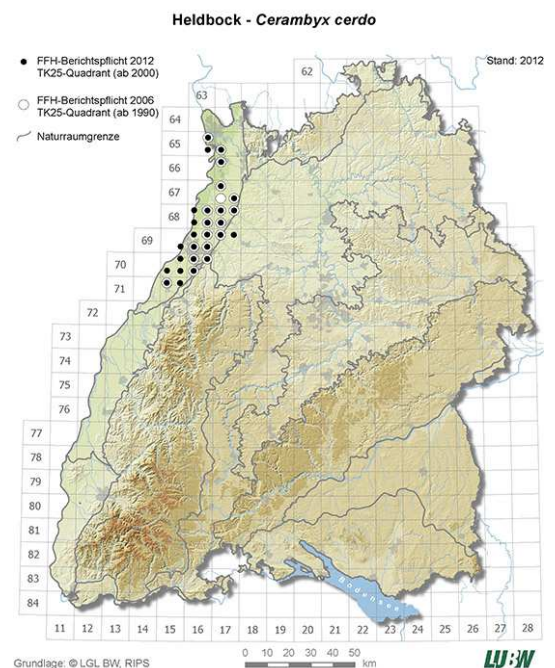 Heldbock - Cerambyx cerdo
FFH-Berichtspflicht 2012
TK25-Quadrant (ab 2000)
FFH-Berichtspflicht 2006
TK25-Quadrant (ab 1990)
Naturraumgrenze
Stand: 2012
62
63
64
65
66
67
68
69
70
71
72
73
74
75
76
77
78
79
80
81
82
83
84
Bodensee
11 12 13 14 15 16 17 18 19 20 21 22 23 24 25 26 27 28
Grundlage: © LGL BW, RIPS
0 10 20 30 40 50
km
LUBW